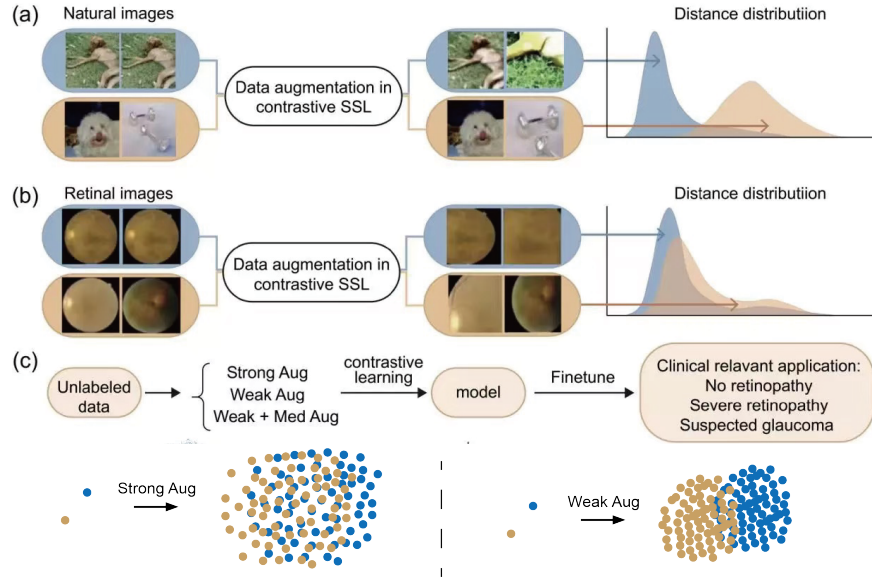 (a)
Natural images
Distance distributiion
Data augmentation in
contrastive SSL
(b)
Retinal images
Distance distributiion
Data augmentation in
contrastive SSL
(c)
Unlabeled
data
Strong Aug
Weak Aug
Weak + Med Aug
contrastive
learning
model
Finetune
Clinical relavant application:
No retinopathy
Severe retinopathy
Suspected glaucoma
Strong Aug
Weak Aug